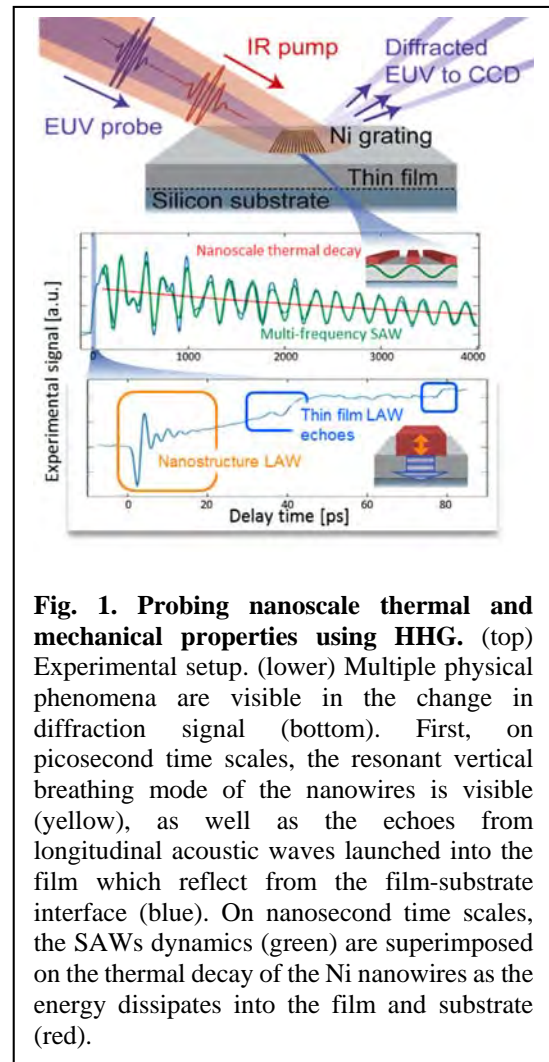 IR pump
Diffracted
EUV to CCD
EUV probe
Ni grating
Thin film
Silicon substrate
Experimental signal [a.u.]
Nanoscale thermal decay
Multi-frequency SAW
0 1000 2000 3000 4000
Thin film LAW
echoes
Nanostructure LAW
0 20 40 60 80
Delay time [ps]
Fig. 1. Probing nanoscale thermal and
mechanical properties using HHG. (top)
Experimental setup. (lower) Multiple physical
phenomena are visible in the change in
diffraction signal (bottom). First, on
picosecond time scales, the resonant vertical
breathing mode of the nanowires is visible
(yellow), as well as the echoes from
longitudinal acoustic waves launched into the
film which reflect from the film-substrate
interface (blue). On nanosecond time scales,
the SAWs dynamics (green) are superimposed
on the thermal decay of the Ni nanowires as the
energy dissipates into the film and substrate
(red).